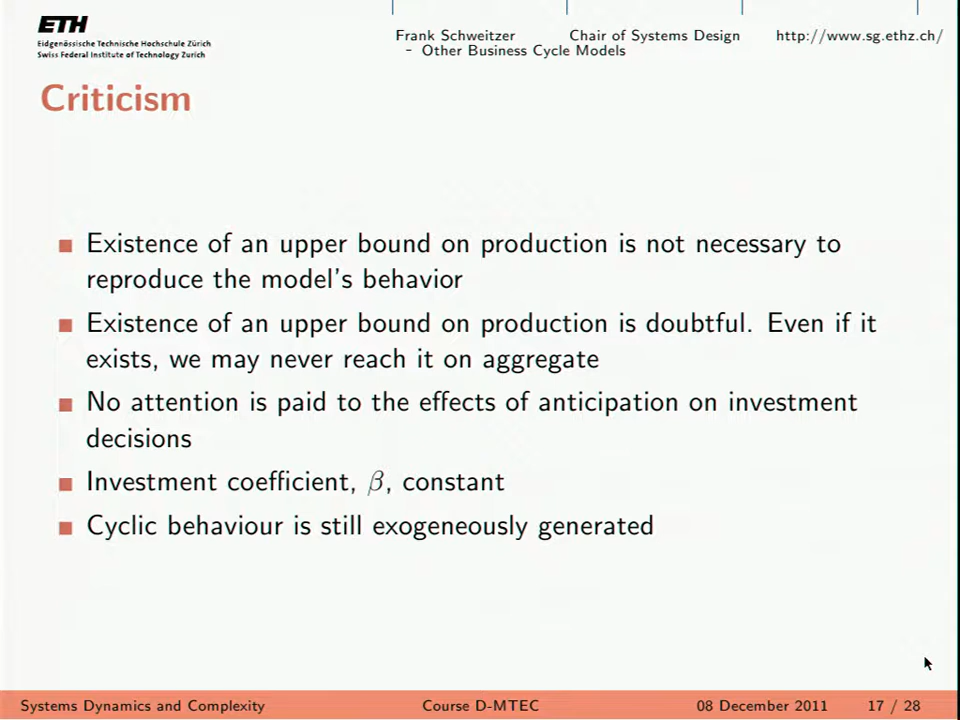 ETH
Eidgenössische Technische Hochschule Zürich
Swiss Federal Institute of Technology Zurich
Frank Schweitzer Chair of Systems Design http://www.sg.ethz.ch/
- Other Business Cycle Models
Criticism
Existence of an upper bound on production is not necessary to
reproduce the model's behavior
Existence of an upper bound on production is doubtful. Even if it
exists, we may never reach it on aggregate
No attention is paid to the effects of anticipation on investment
decisions
Investment coefficient, β, constant
Cyclic behaviour is still exogeneously generated
Systems Dynamics and Complexity Course D-MTEC 08 December 2011 17 / 28